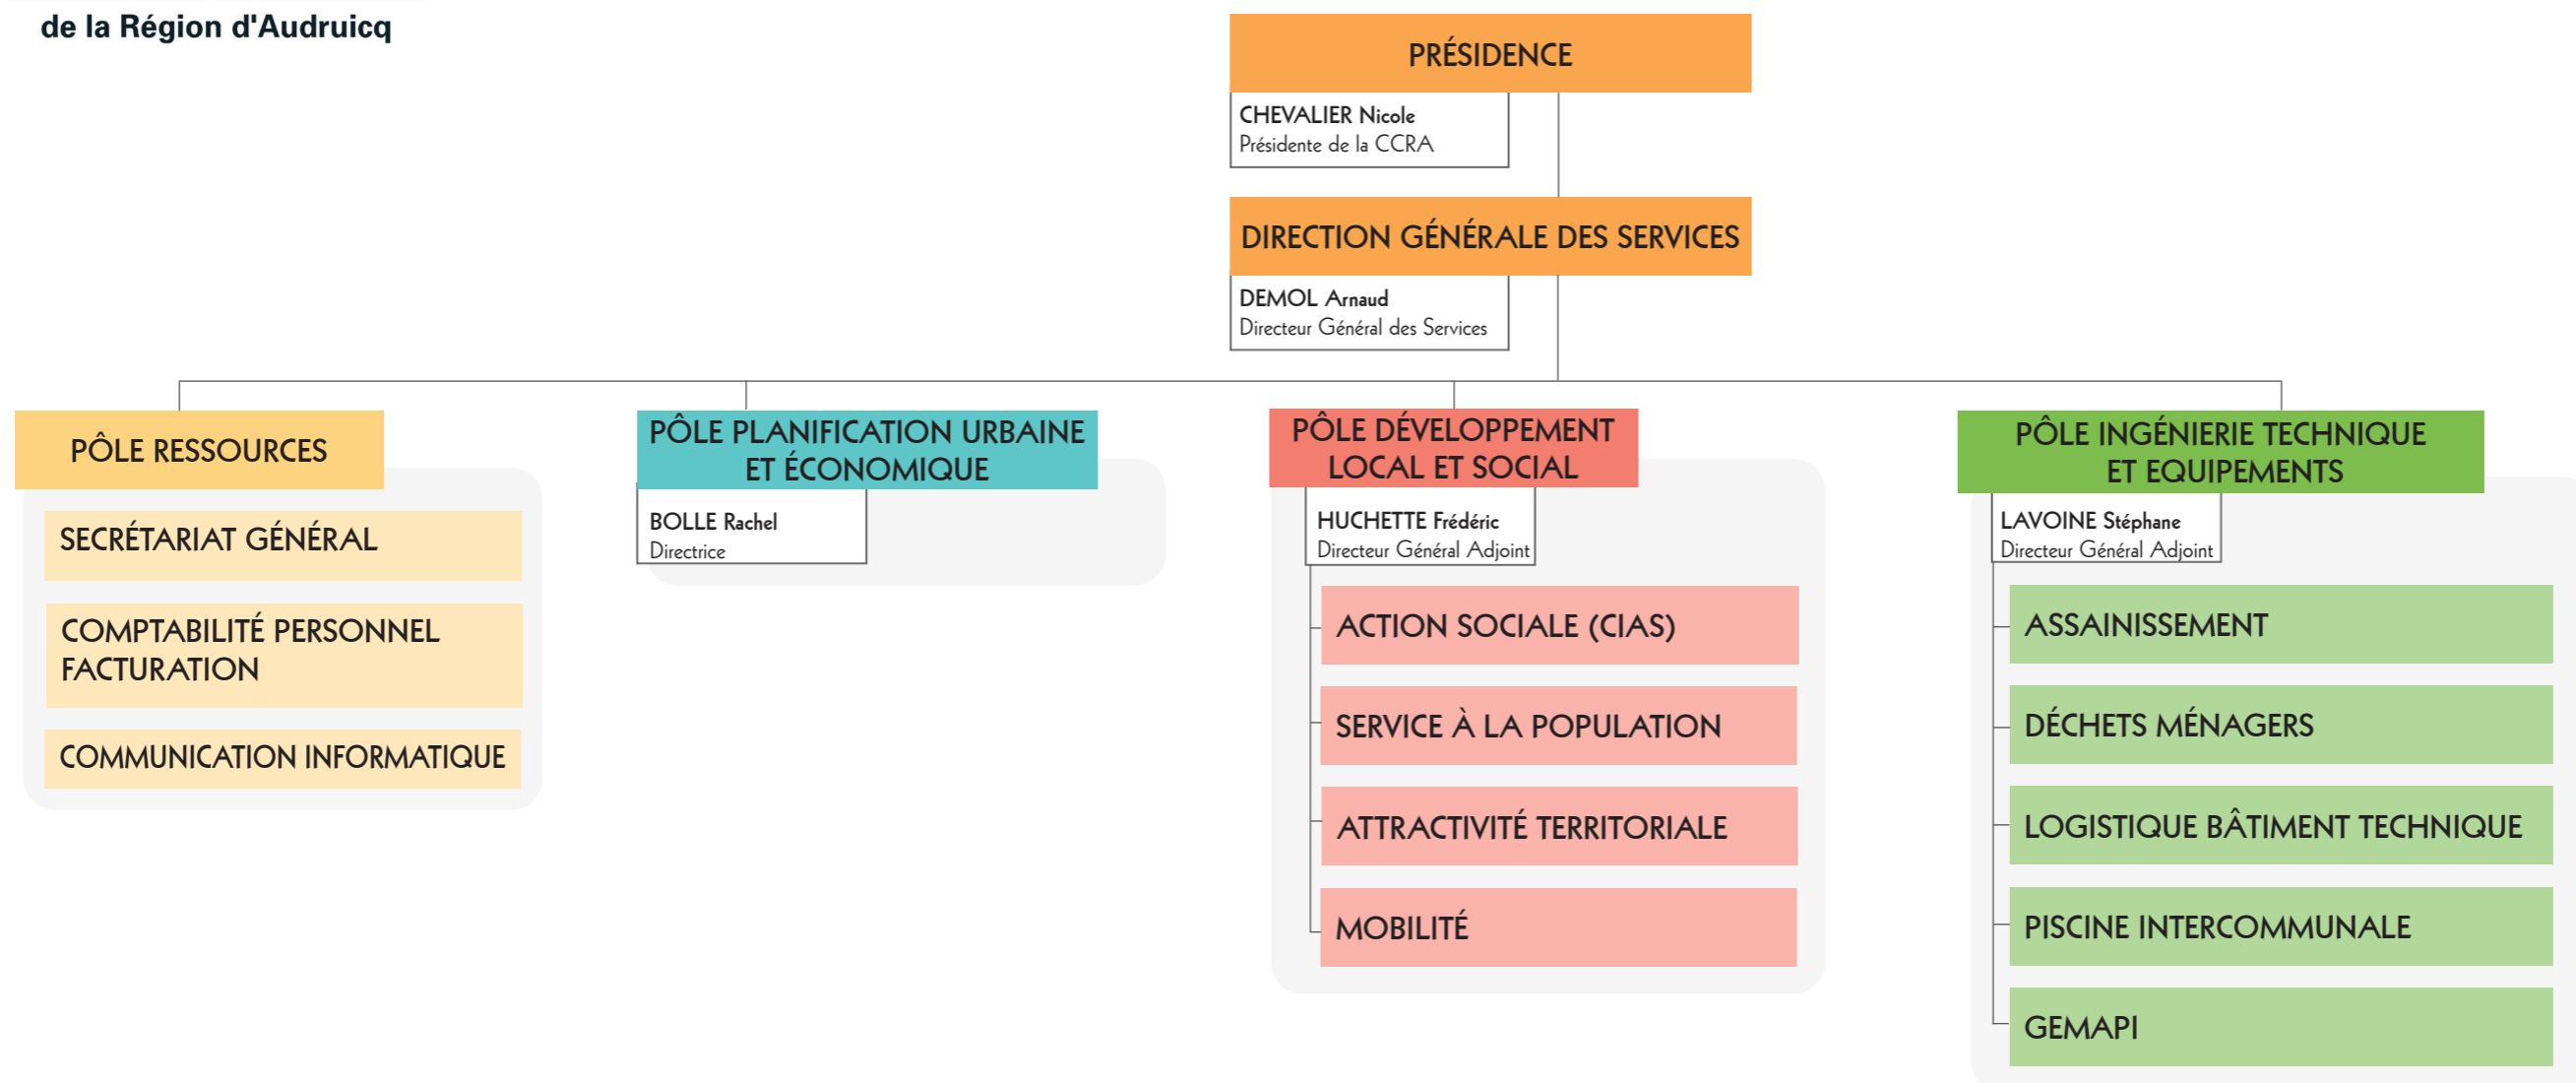 de la Région d'Audruicq
PRÉSIDENCE
CHEVALIER Nicole
Présidente de la CCRA
DIRECTION GÉNÉRALE DES SERVICES
DEMOL Arnaud
Directeur Général des Services
PÔLE RESSOURCES
SECRÉTARIAT GÉNÉRAL
COMPTABILITÉ PERSONNEL
FACTURATION
COMMUNICATION INFORMATIQUE
PÔLE PLANIFICATION URBAINE
ET ÉCONOMIQUE
BOLLE Rachel
Directrice
PÔLE DÉVELOPPEMENT
LOCAL ET SOCIAL
HUCHETTE Frédéric
Directeur Général Adjoint
ACTION SOCIALE (CIAS)
SERVICE À LA POPULATION
ATTRACTIVITÉ TERRITORIALE
MOBILITÉ
PÔLE INGÉNIERIE TECHNIQUE
ET EQUIPEMENTS
LAVOINE Stéphane
Directeur Général Adjoint
ASSAINISSEMENT
DÉCHETS MÉNAGERS
LOGISTIQUE BÂTIMENT TECHNIQUE
PISCINE INTERCOMMUNALE
GEMAPI